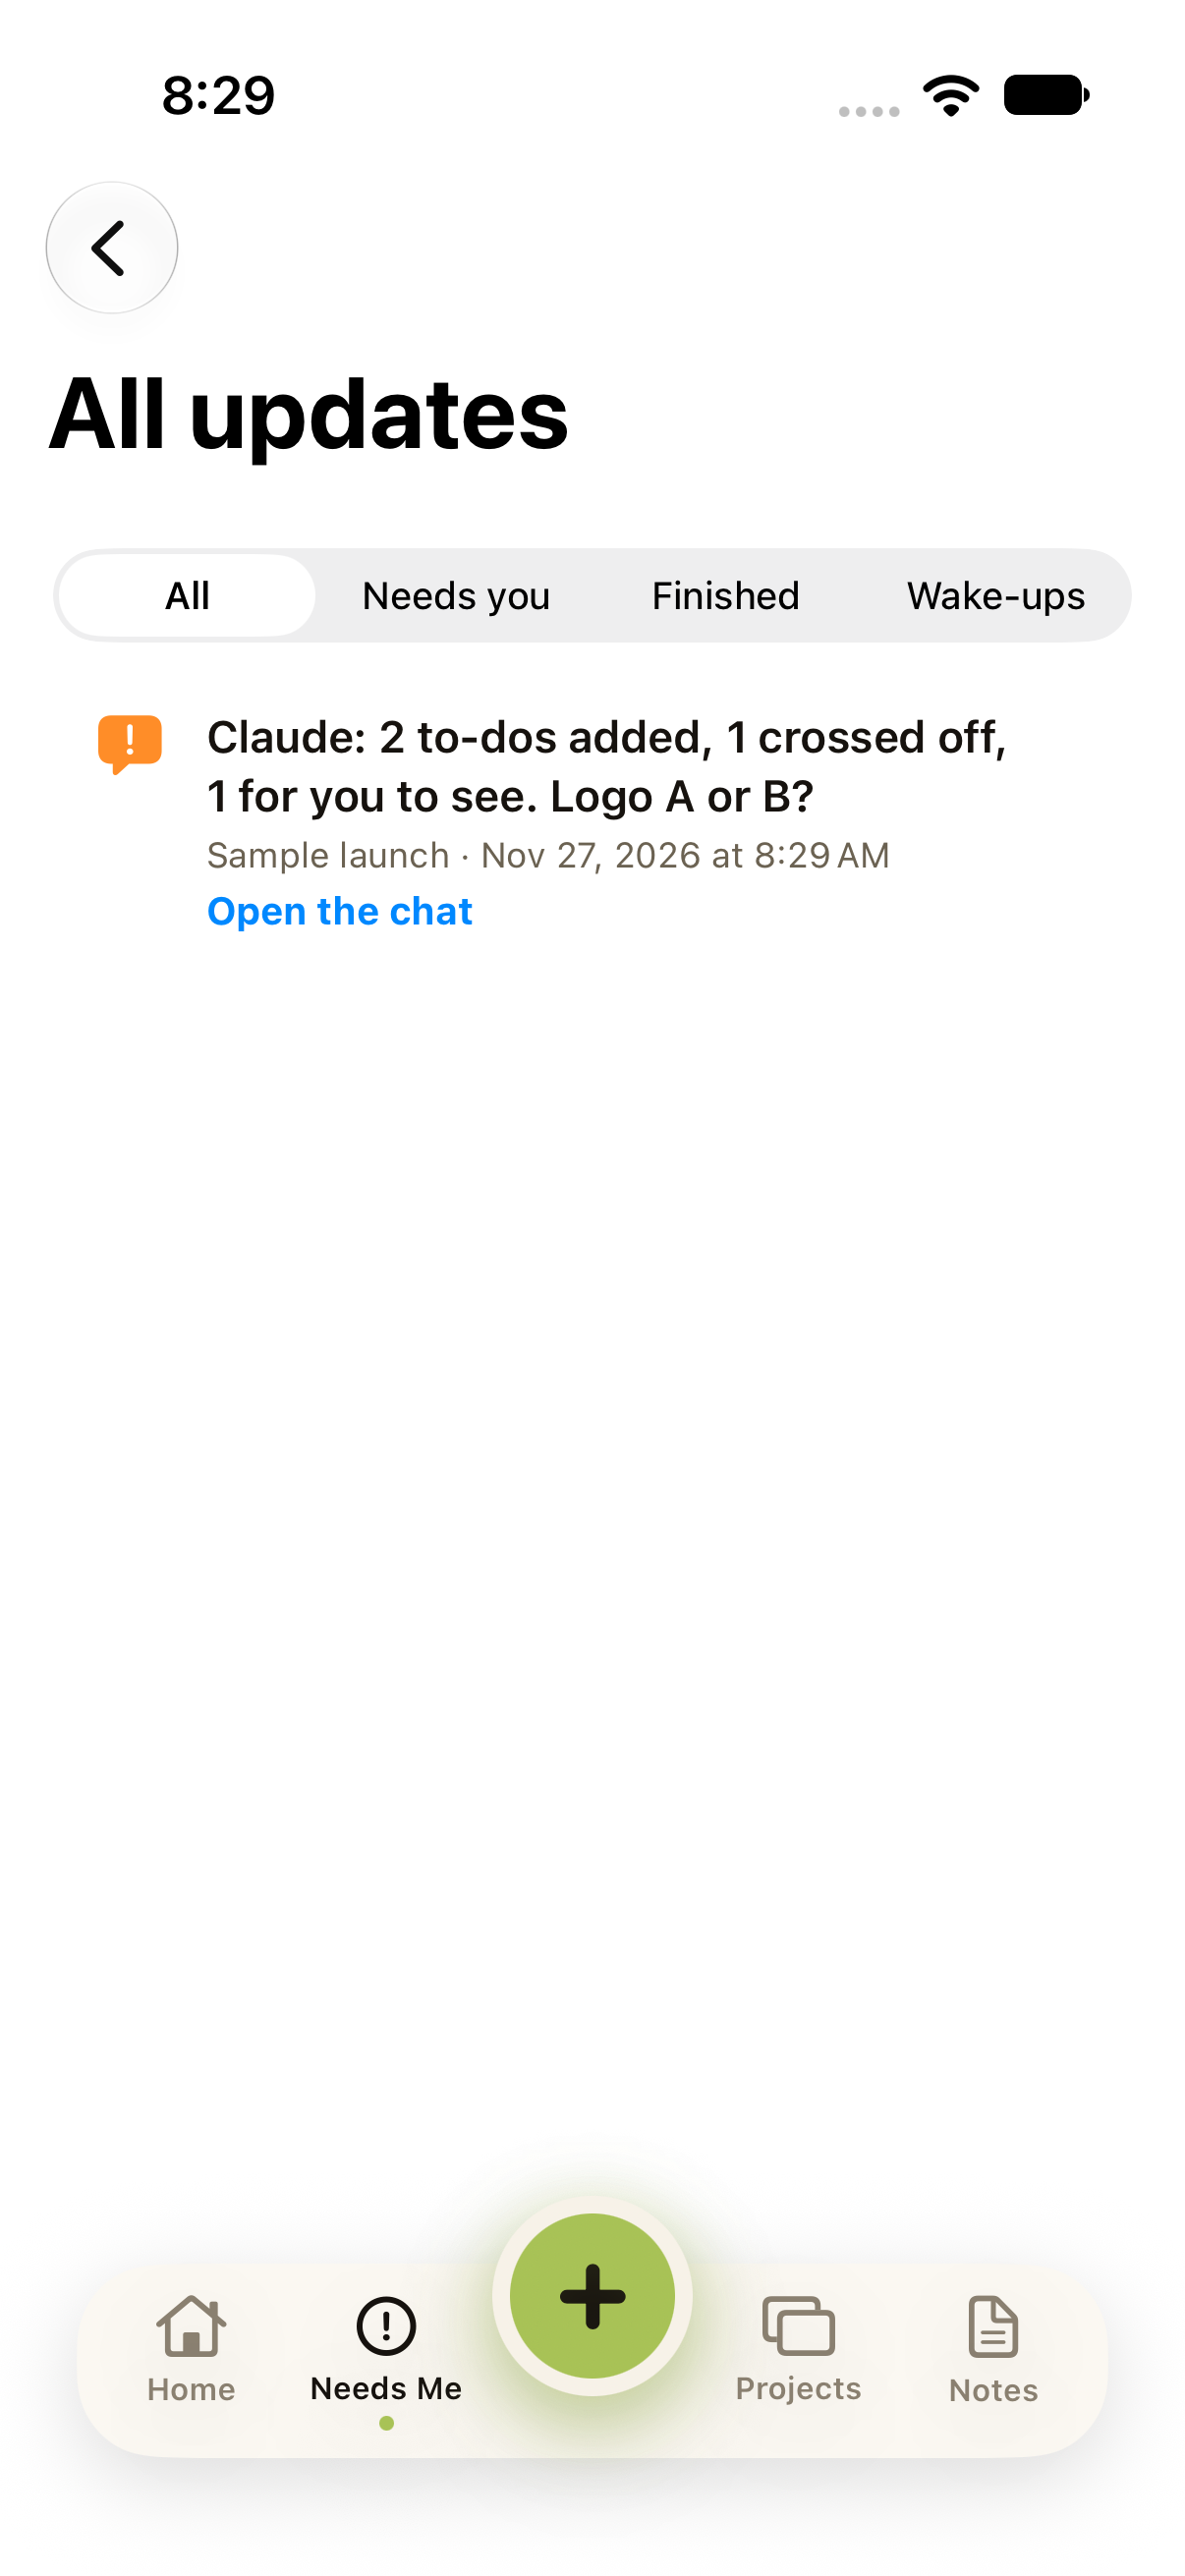 8:29
All updates
All
Needs you
Finished
Wake-ups
Claude: 2 to-dos added, 1 crossed off,
1 for you to see. Logo A or B?
Sample launch · Nov 27, 2026 at 8:29 AM
Open the chat
Home
Needs Me
Projects
Notes